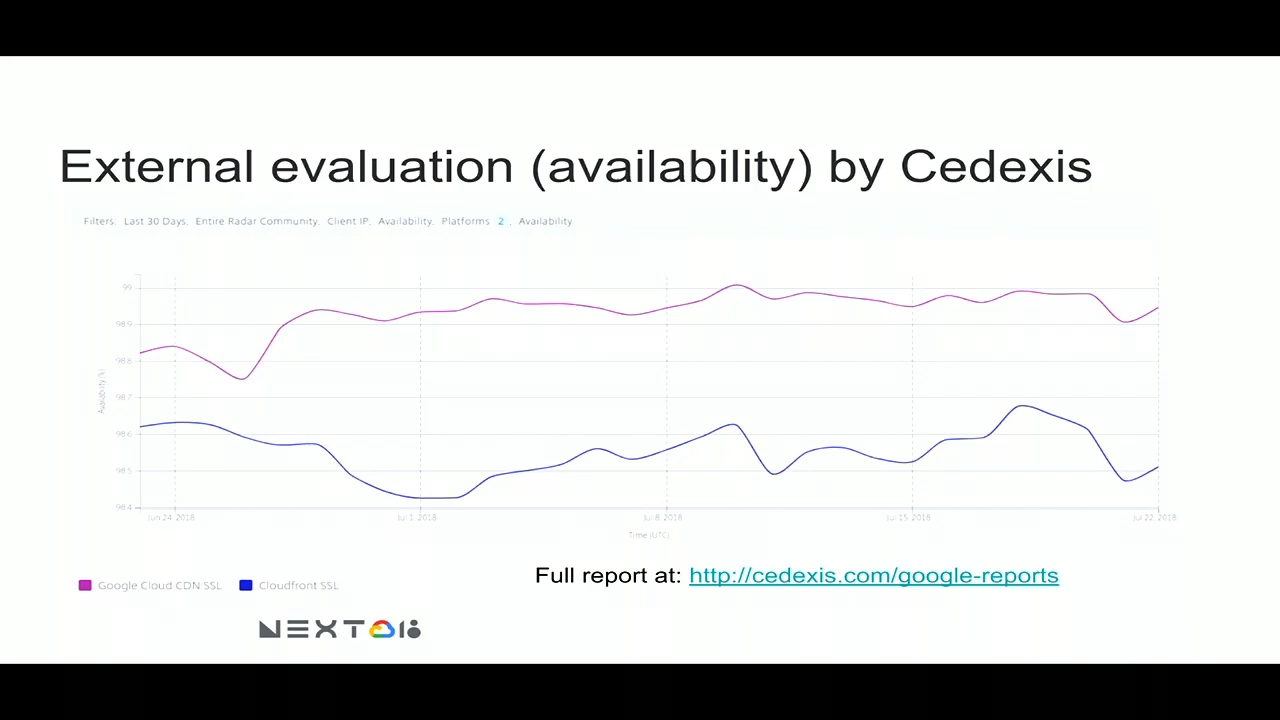 External evaluation (availability) by Cedexis
Filters: Last 30 Days, Entire Radar Community, Client IP, Availability, Platforms 2 , Availability
99
98.9
98.8
98.7
98.6
98.5
98.4
Availability (%)
Jun 24, 2018
Jul 1, 2018
Jul 8, 2018
Jul 15, 2018
Jul 22, 2018
Time (UTC)
Full report at: http://cedexis.com/google-reports
Google Cloud CDN SSL
Cloudfront SSL
NEXT 18